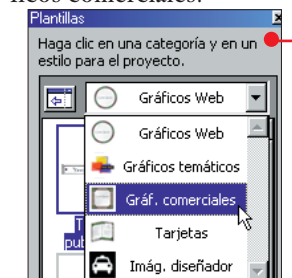 icos comerciales.
Plantillas
Haga clic en una categoría y en un
estilo para el proyecto.
Gráficos Web
Gráficos Web
Gráficos temáticos
Gráf. comerciales
Tarjetas
Imág. diseñador